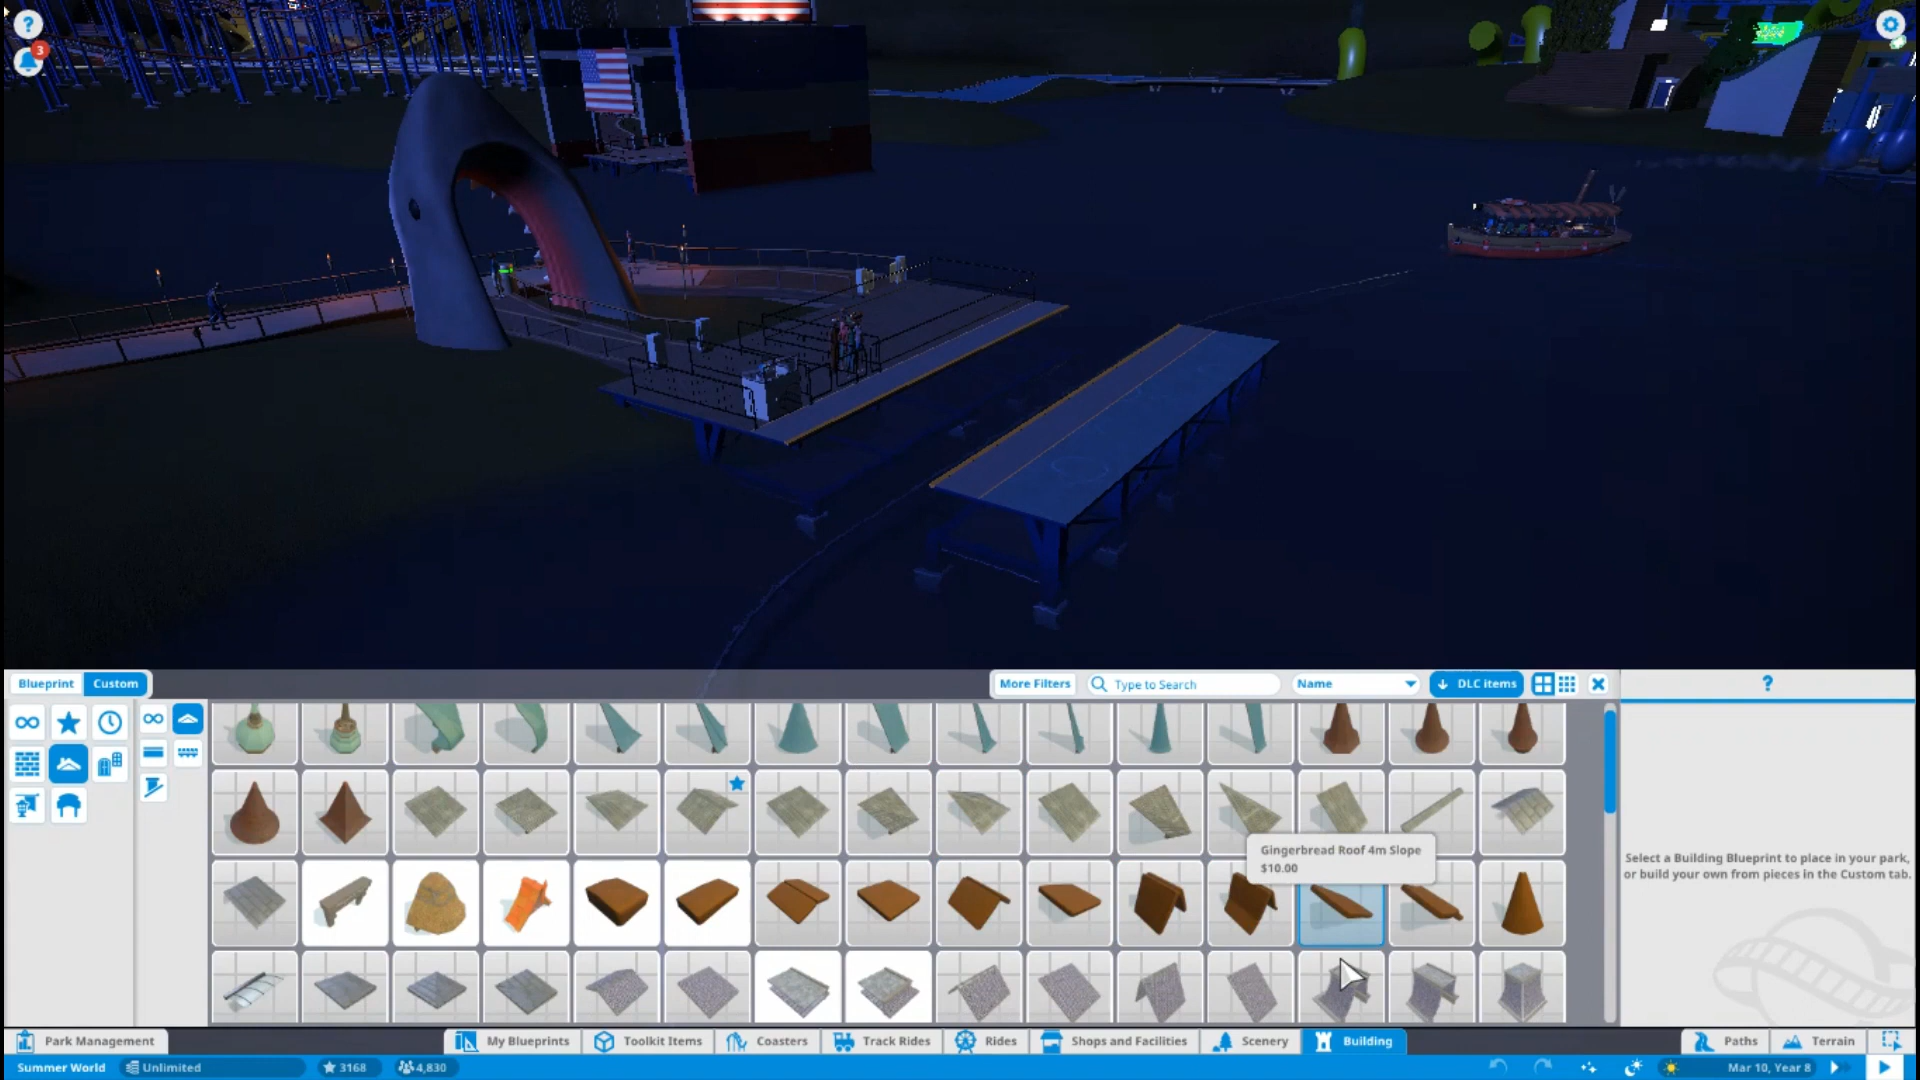 ?
3
Blueprint
Custom
More Filters
Type to Search
Name
DLC items
?
Gingerbread Roof 4m Slope
$10.00
Select a Building Blueprint to place in your park,
or build your own from pieces in the Custom tab.
Park Management
My Blueprints
Toolkit Items
Coasters
Track Rides
Rides
Shops and Facilities
Scenery
Building
Paths
Terrain
Summer World
Unlimited
3168
4,830
Mar 10, Year 8